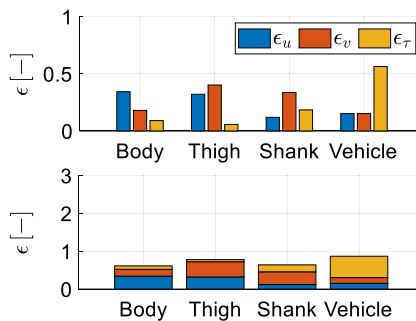 1
ϵ_u ϵ_v ϵ_τ
ϵ [−]
0.5
0
Body Thigh Shank Vehicle
3
2
ϵ [−]
1
0
Body Thigh Shank Vehicle